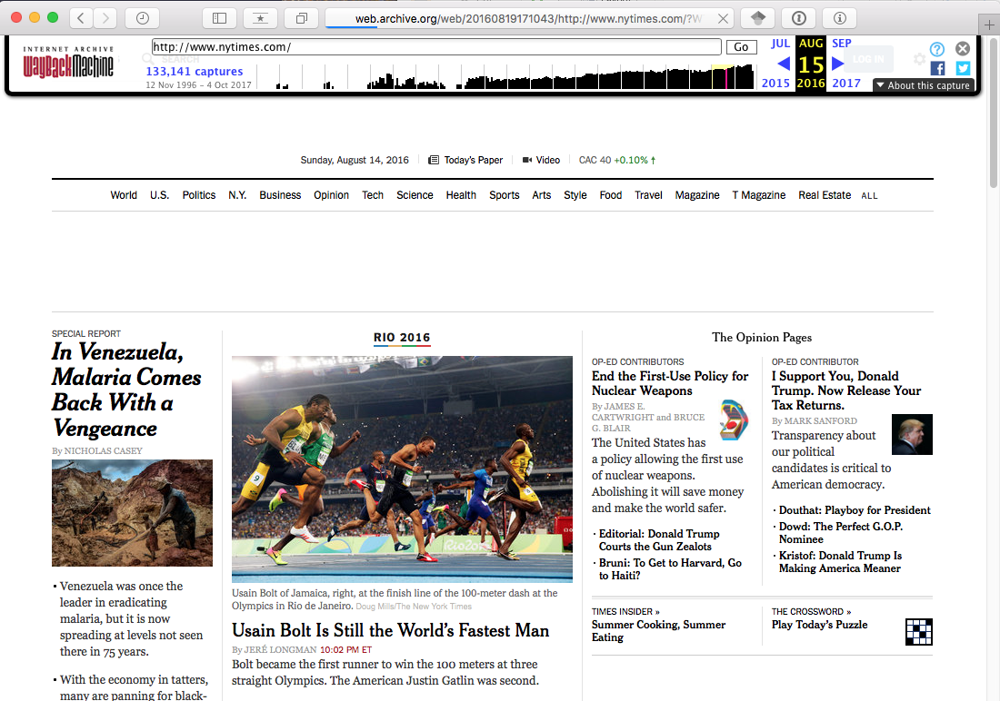 web.archive.org/web/20160819171043/http://www.nytimes.com/?W
INTERNET ARCHIVE
WayBackMachine
http://www.nytimes.com/
Go
SEARCH
133,141 captures
12 Nov 1996 – 4 Oct 2017
JUL AUG SEP
15
2015 2016 2017
LOG IN
▼ About this capture
Sunday, August 14, 2016
Today's Paper
Video
CAC 40 +0.10% ↑
World U.S. Politics N.Y. Business Opinion Tech Science Health Sports Arts Style Food Travel Magazine T Magazine Real Estate ALL
SPECIAL REPORT
In Venezuela,
Malaria Comes
Back With a
Vengeance
By NICHOLAS CASEY
• Venezuela was once the
leader in eradicating
malaria, but it is now
spreading at levels not seen
there in 75 years.
• With the economy in tatters,
many are panning for black-
RIO 2016
9
Rio2016
Usain Bolt of Jamaica, right, at the finish line of the 100-meter dash at the
Olympics in Rio de Janeiro. Doug Mills/The New York Times
Usain Bolt Is Still the World's Fastest Man
By JERÉ LONGMAN 10:02 PM ET
Bolt became the first runner to win the 100 meters at three
straight Olympics. The American Justin Gatlin was second.
The Opinion Pages
OP-ED CONTRIBUTORS
End the First-Use Policy for
Nuclear Weapons
By JAMES E.
CARTWRIGHT and BRUCE
G. BLAIR
The United States has
a policy allowing the first use
of nuclear weapons.
Abolishing it will save money
and make the world safer.
· Editorial: Donald Trump
Courts the Gun Zealots
· Bruni: To Get to Harvard, Go
to Haiti?
OP-ED CONTRIBUTOR
I Support You, Donald
Trump. Now Release Your
Tax Returns.
By MARK SANFORD
Transparency about
our political
candidates is critical to
American democracy.
· Douthat: Playboy for President
· Dowd: The Perfect G.O.P.
Nominee
· Kristof: Donald Trump Is
Making America Meaner
TIMES INSIDER »
Summer Cooking, Summer
Eating
THE CROSSWORD »
Play Today's Puzzle